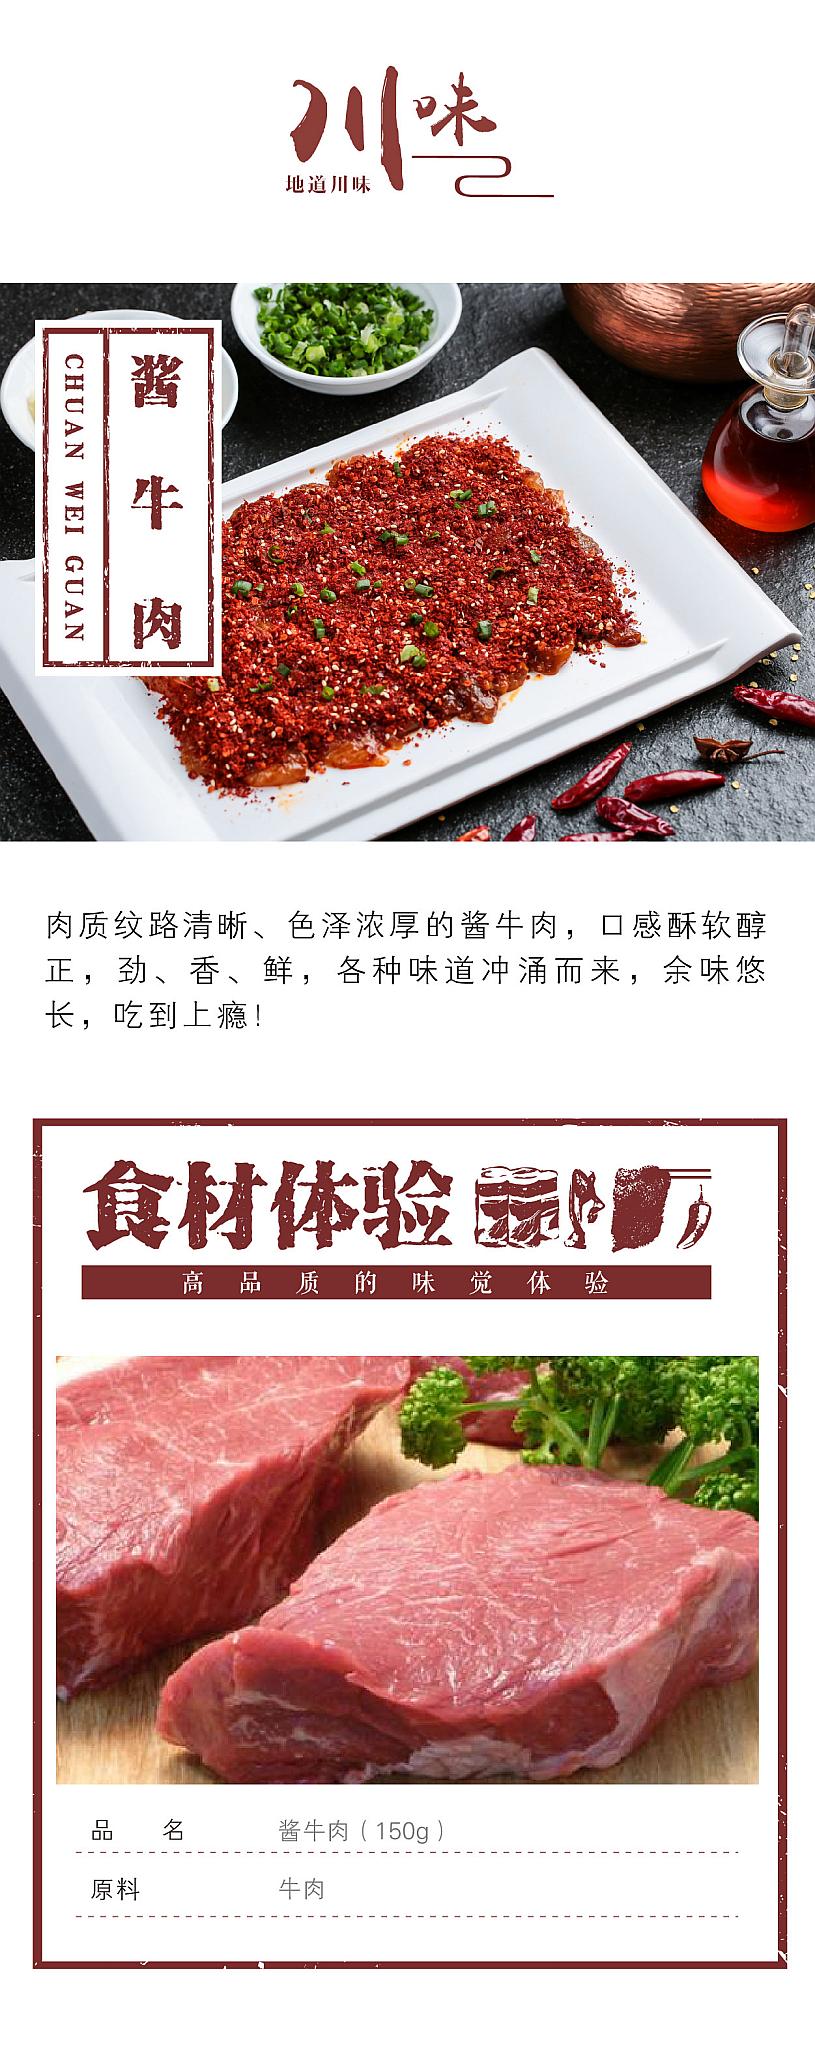 川味
地道川味
酱牛肉
CHUAN WEI GUAN
肉质纹路清晰、色泽浓厚的酱牛肉，口感酥软醇
正，劲、香、鲜，各种味道冲涌而来，余味悠
长，吃到上瘾!
食材体验
高品质的味觉体验
品名 酱牛肉（150g）
原料 牛肉